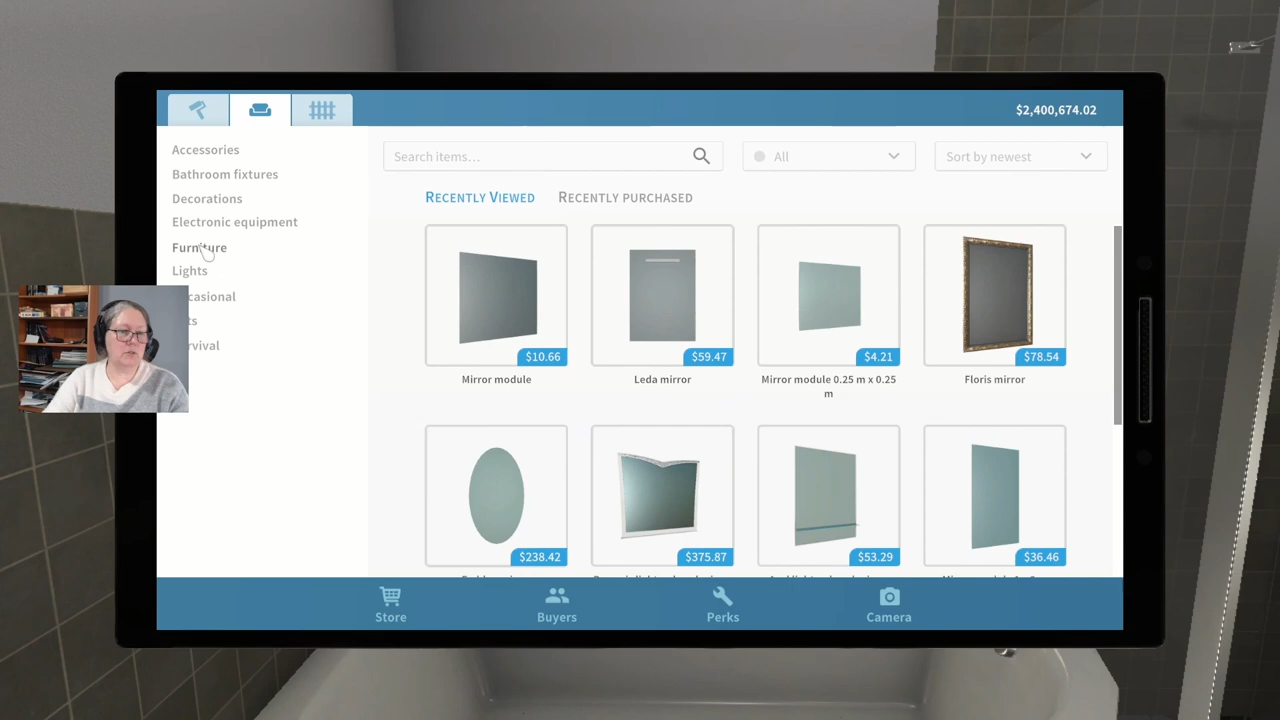 $2,400,674.02
Accessories
Bathroom fixtures
Decorations
Electronic equipment
Furniture
Lights
Search items...
All
Sort by newest
RECENTLY VIEWED
RECENTLY PURCHASED
$10.66
$59.47
$4.21
$78.54
Mirror module
Leda mirror
Mirror module 0.25 m x 0.25
m
Floris mirror
$238.42
$375.87
$53.29
$36.46
Store
Buyers
Perks
Camera